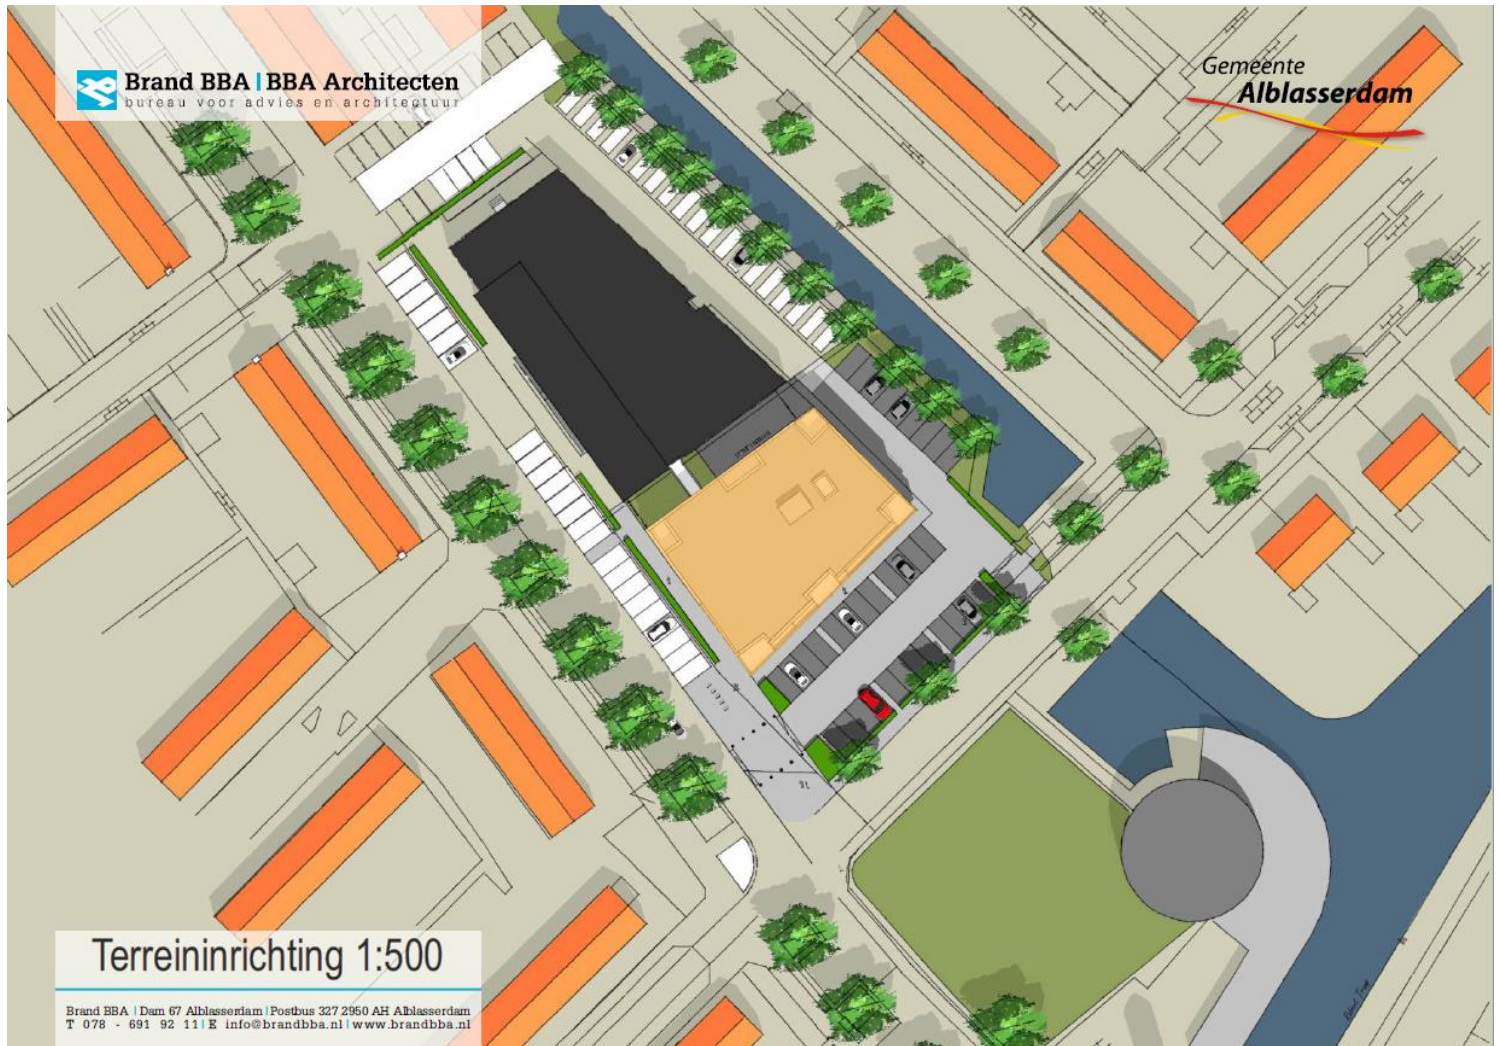 Brand BBA | BBA Architecten
bureau voor advies en architectuur
Gemeente
Alblasserdam
Terreininrichting 1:500
Brand BBA | Dam 67 Alblasserdam | Postbus 327 2950 AH Alblasserdam
T 078 - 691 92 11 | E info@brandbba.nl | www.brandbba.nl